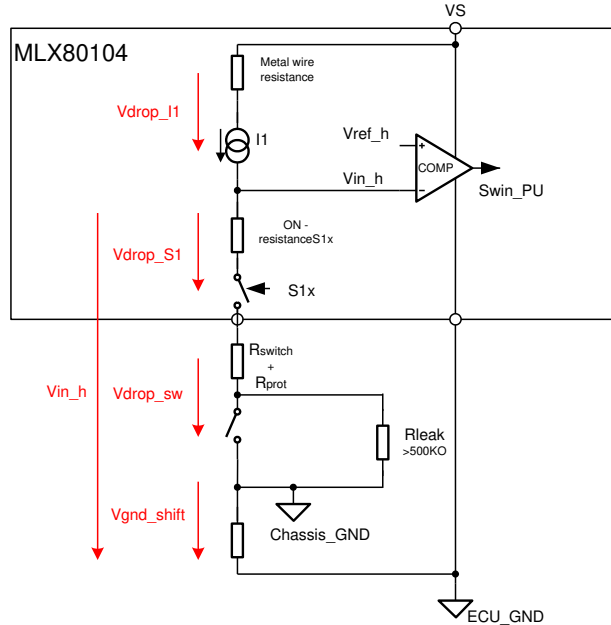 VS
MLX80104
Metal wire
resistance
Vdrop_I1
I1
Vref_h
+
COMP
Vin_h
-
Swin_PU
ON -
resistanceS1x
Vdrop_S1
S1x
Rswitch
+
Rprot
Vin_h
Vdrop_sw
Rleak
>500KO
Vgnd_shift
Chassis_GND
ECU_GND